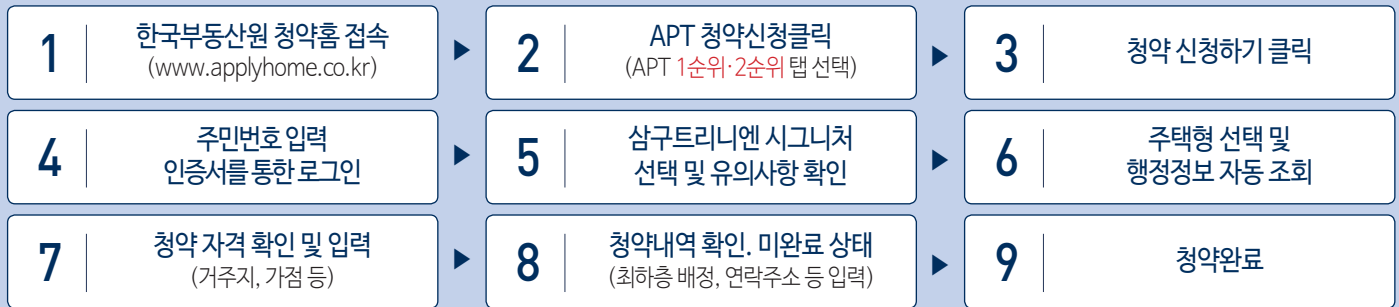 1
한국부동산원 청약홈 접속
(www.applyhome.co.kr)
2
APT 청약신청클릭
(APT 1순위·2순위 탭 선택)
3
청약 신청하기 클릭
4
주민번호 입력
인증서를 통한 로그인
5
삼구트리니엔 시그니처
선택 및 유의사항 확인
6
주택형 선택 및
행정정보 자동 조회
7
청약 자격 확인 및 입력
(거주지, 가점 등)
8
청약내역 확인. 미완료 상태
(최하층 배정, 연락주소 등 입력)
9
청약완료